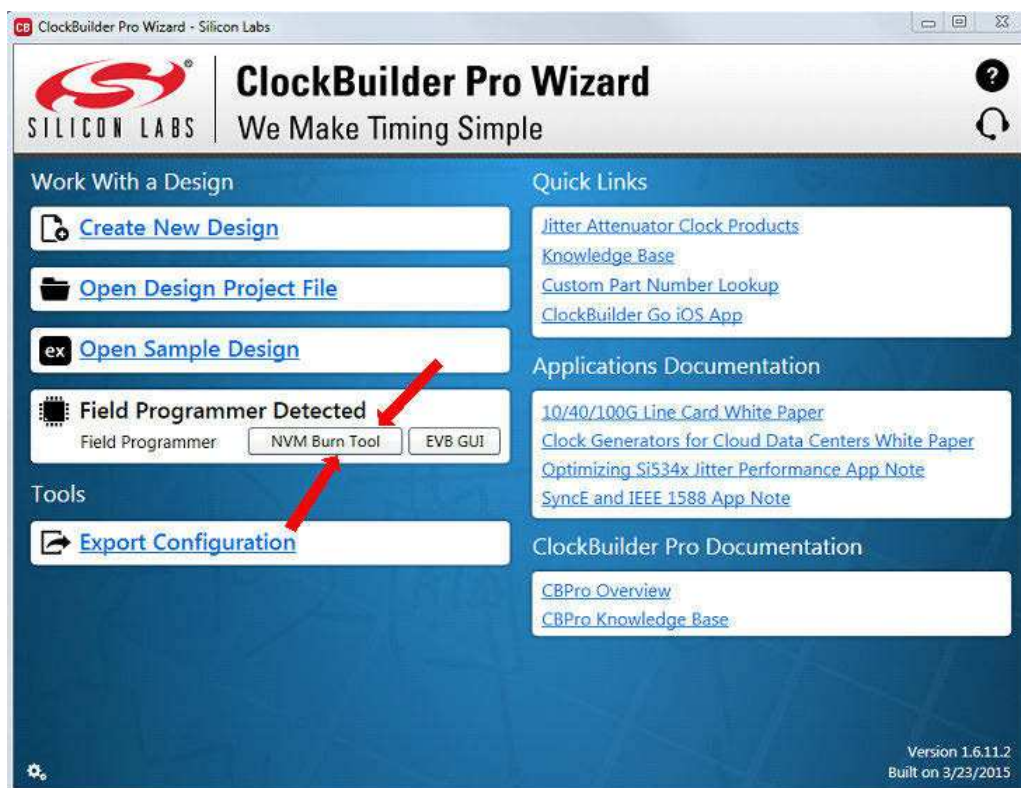 CB ClockBuilder Pro Wizard - Silicon Labs
SILICON LABS
ClockBuilder Pro Wizard
We Make Timing Simple
?
Work With a Design
Create New Design
Open Design Project File
ex Open Sample Design
Field Programmer Detected
Field Programmer NVM Burn Tool EVB GUI
Tools
Export Configuration
Quick Links
Jitter Attenuator Clock Products
Knowledge Base
Custom Part Number Lookup
ClockBuilder Go iOS App
Applications Documentation
10/40/100G Line Card White Paper
Clock Generators for Cloud Data Centers White Paper
Optimizing Si534x Jitter Performance App Note
SyncE and IEEE 1588 App Note
ClockBuilder Pro Documentation
CBPro Overview
CBPro Knowledge Base
Version 1.6.11.2
Built on 3/23/2015